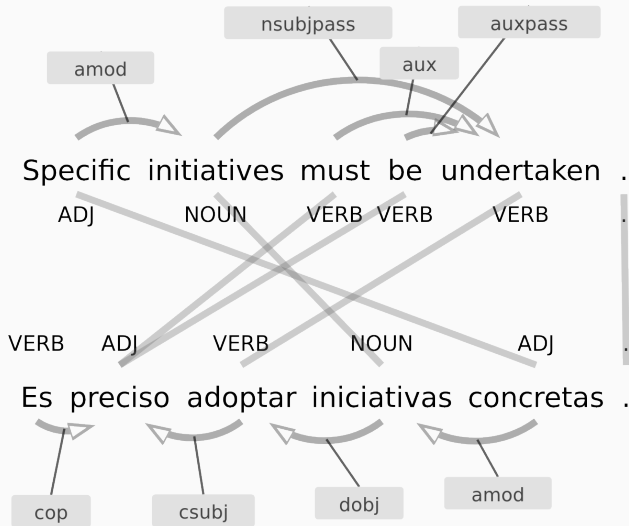 nsubjpass auxpass
amod aux
Specific initiatives must be undertaken .
ADJ NOUN VERB VERB VERB .
VERB ADJ VERB NOUN ADJ .
Es preciso adoptar iniciativas concretas .
cop csubj dobj amod